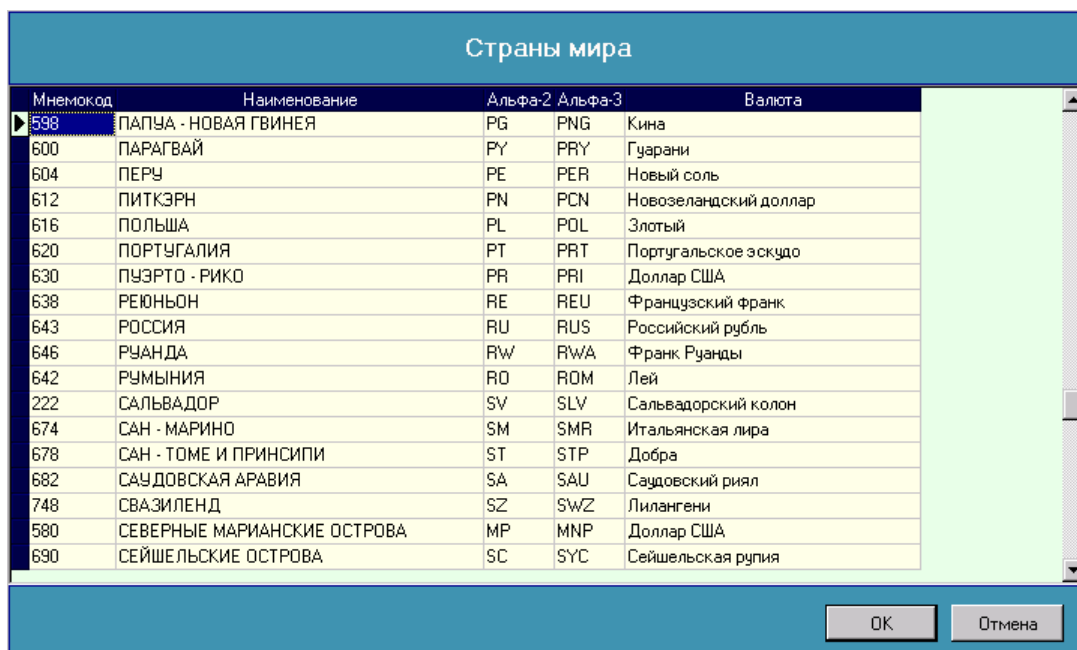 Страны мира
Мнемокод Наименование Альфа-2 Альфа-3 Валюта
598 ПАПУА - НОВАЯ ГВИНЕЯ PG PNG Кина
600 ПАРАГВАЙ PY PRY Гуарани
604 ПЕРУ PE PER Новый соль
612 ПИТКЭРН PN PCN Новозеландский доллар
616 ПОЛЬША PL POL Злотый
620 ПОРТУГАЛИЯ PT PRT Португальское эскудо
630 ПУЭРТО - РИКО PR PRI Доллар США
638 РЕЮНЬОН RE REU Французский франк
643 РОССИЯ RU RUS Российский рубль
646 РУАНДА RW RWA Франк Руанды
642 РУМЫНИЯ RO ROM Лей
222 САЛЬВАДОР SV SLV Сальвадорский колон
674 САН - МАРИНО SM SMR Итальянская лира
678 САН - ТОМЕ И ПРИНСИПИ ST STP Добра
682 САУДОВСКАЯ АРАВИЯ SA SAU Саудовский риял
748 СВАЗИЛЕНД SZ SWZ Лилангени
580 СЕВЕРНЫЕ МАРИАНСКИЕ ОСТРОВА MP MNP Доллар США
690 СЕЙШЕЛЬСКИЕ ОСТРОВА SC SYC Сейшельская рупия
OK Отмена